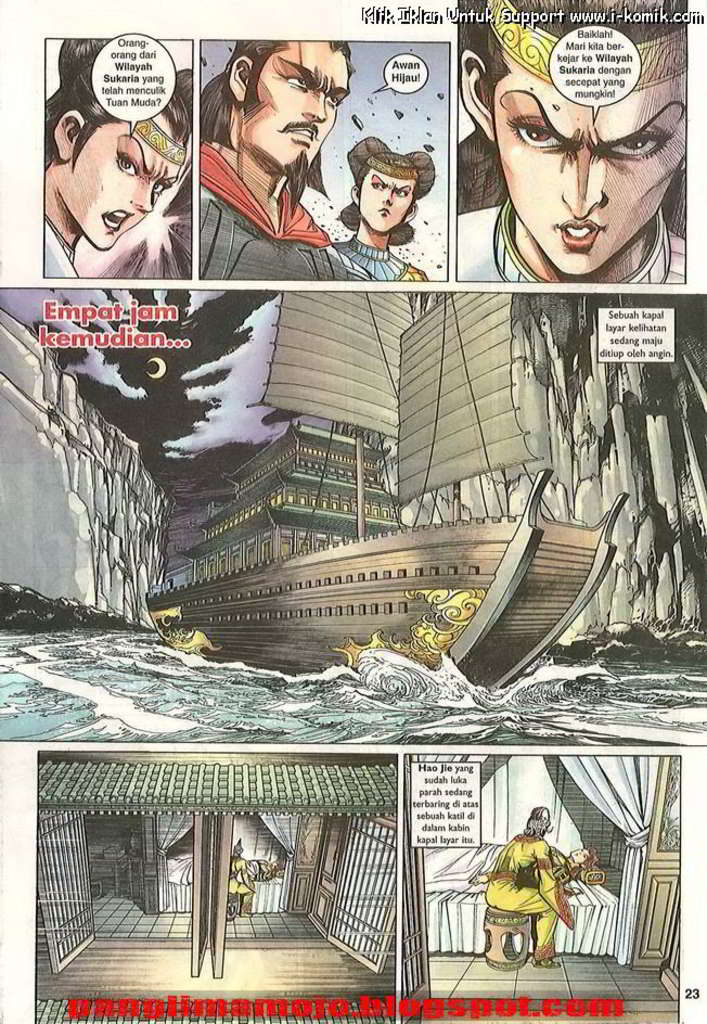 Klik Iklan Untuk Support www.i-komik.com
Orang-
orang dari
Wilayah
Sukaria yang
telah menculik
Tuan Muda?
Awan
Hijau!
Baiklah!
Mari kita ber-
kejar ke Wilayah
Sukaria dengan
secepat yang
mungkin!
Empat jam
kemudian...
Sebuah kapal
layar kelihatan
sedang maju
ditiup oleh angin.
Hao Jie yang
sudah luka
parah sedang
terbaring di atas
sebuah katil di
dalam kabin
kapal layar itu.
23
panglimamojo.blogspot.com